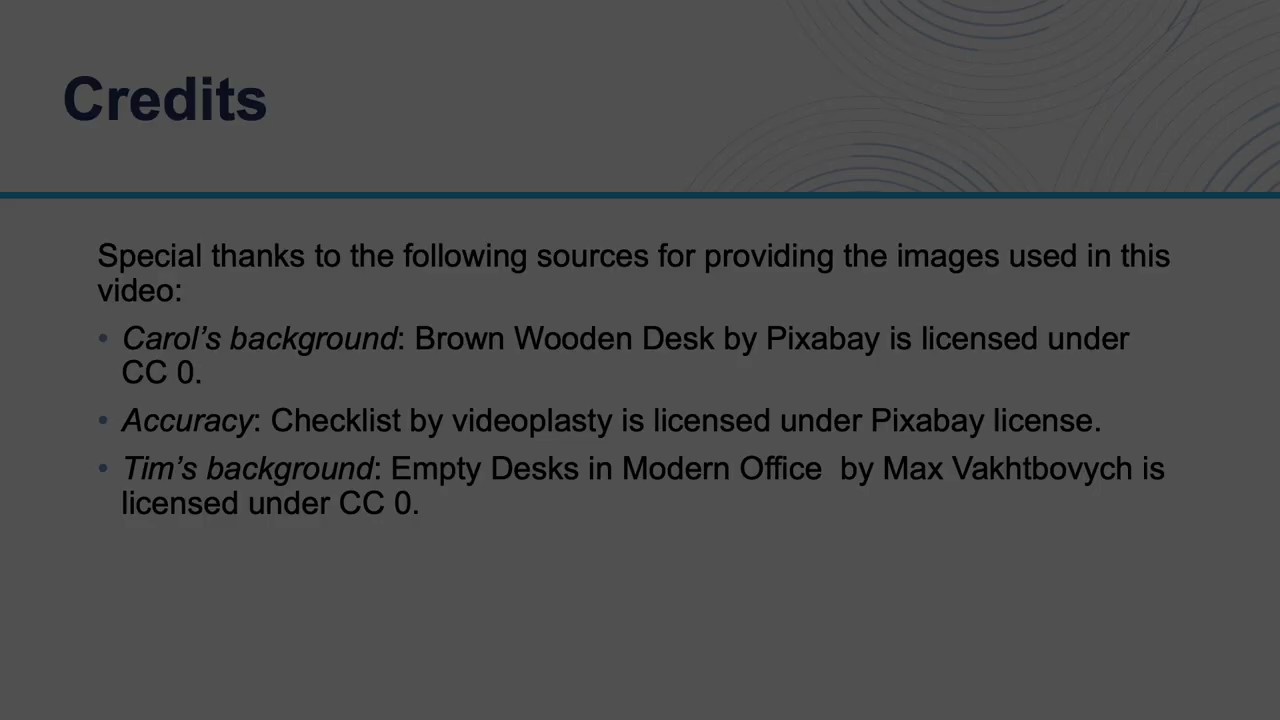 Credits
Special thanks to the following sources for providing the images used in this
video:
• Carol’s background: Brown Wooden Desk by Pixabay is licensed under
CC 0.
• Accuracy: Checklist by videoplasty is licensed under Pixabay license.
• Tim’s background: Empty Desks in Modern Office  by Max Vakhtbovych is
licensed under CC 0.